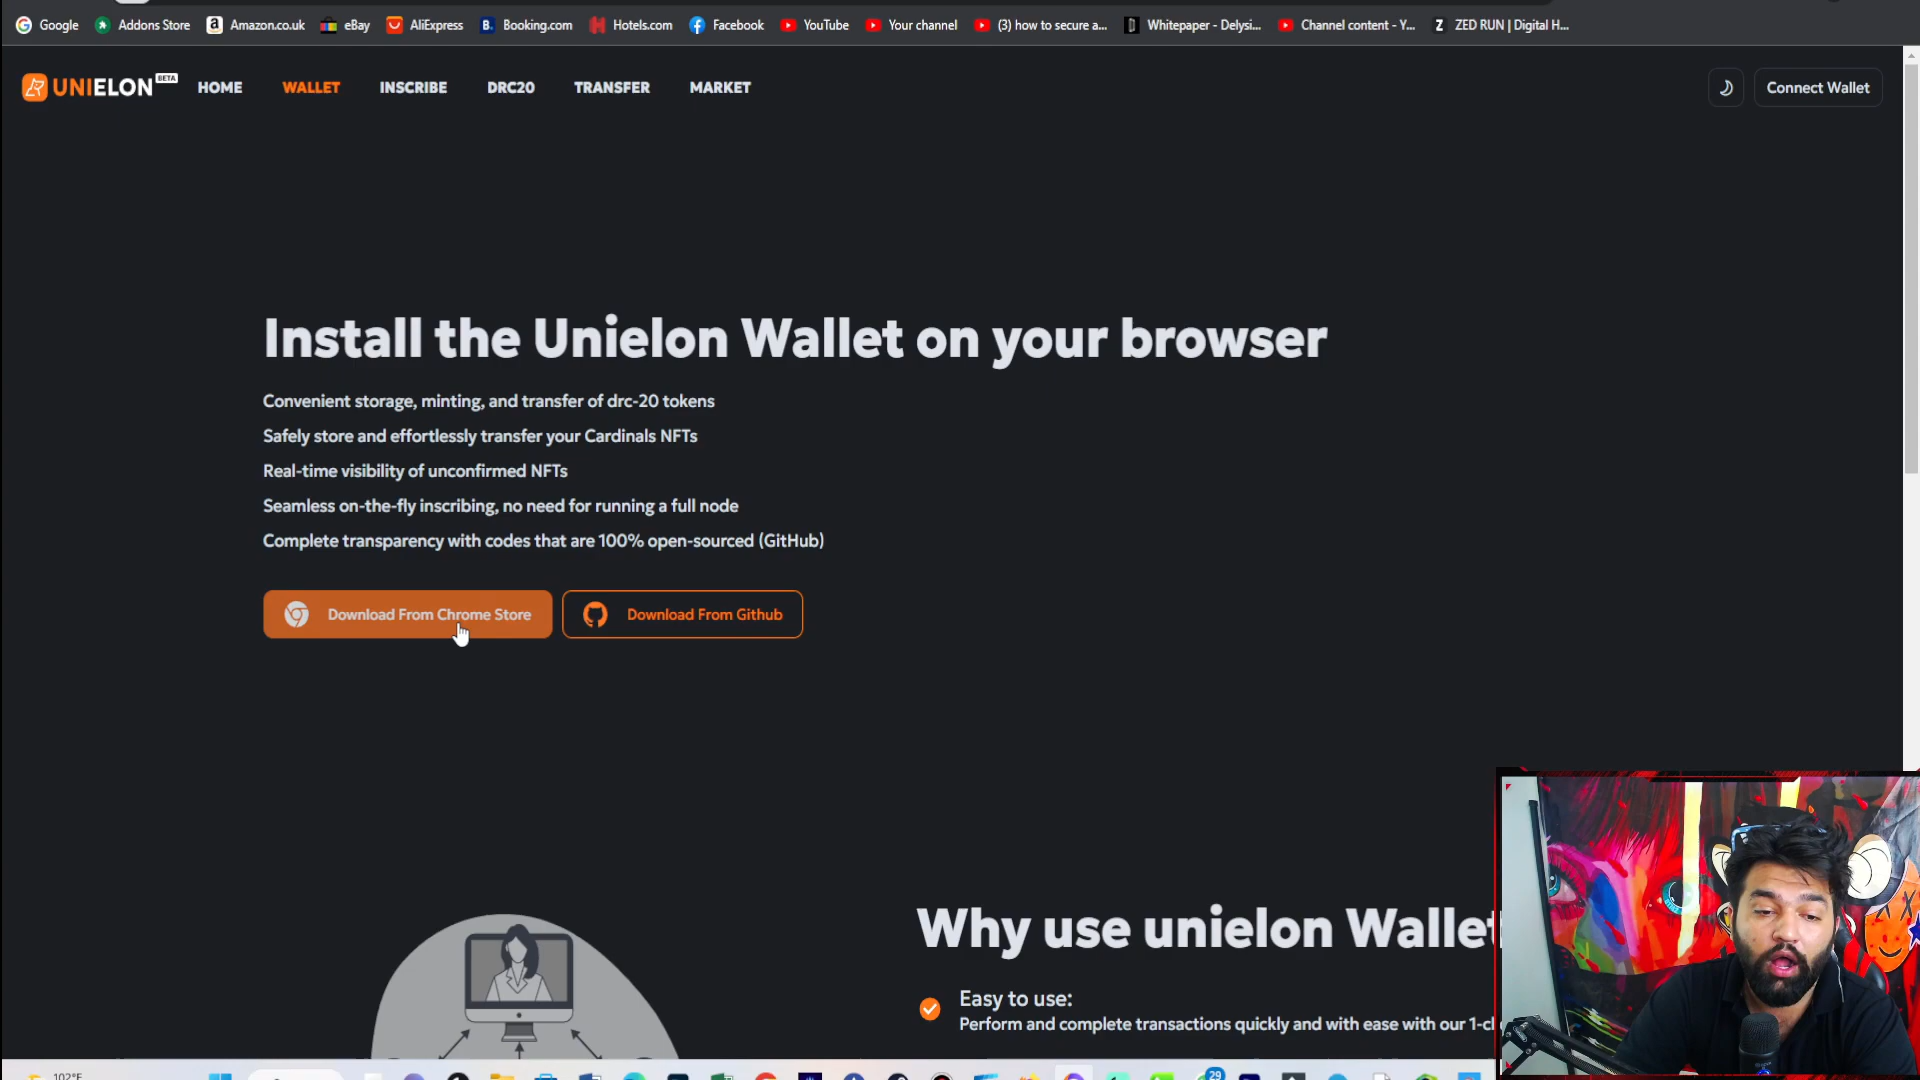 Google Addons Store Amazon.co.uk eBay AliExpress Booking.com Hotels.com Facebook YouTube Your channel (3) how to secure a... Whitepaper - Delysi... Channel content - Y... ZED RUN | Digital H...
UNIELON BETA HOME WALLET INSCRIBE DRC20 TRANSFER MARKET Connect Wallet
Install the Unielon Wallet on your browser
Convenient storage, minting, and transfer of drc-20 tokens
Safely store and effortlessly transfer your Cardinals NFTs
Real-time visibility of unconfirmed NFTs
Seamless on-the-fly inscribing, no need for running a full node
Complete transparency with codes that are 100% open-sourced (GitHub)
Download From Chrome Store Download From Github
Why use unielon Wallet
Easy to use:
Perform and complete transactions quickly and with ease with our 1-cl
102°F 29